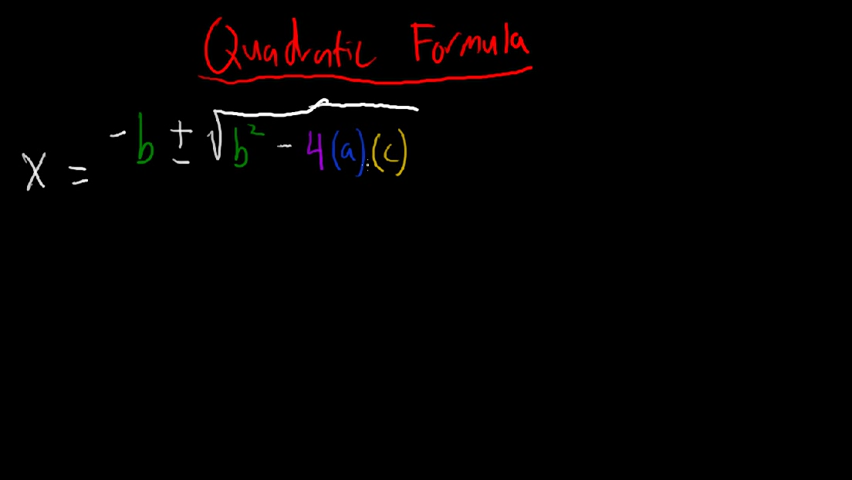 Quadratic Formula
x = -b ± √b² - 4(a)(c)